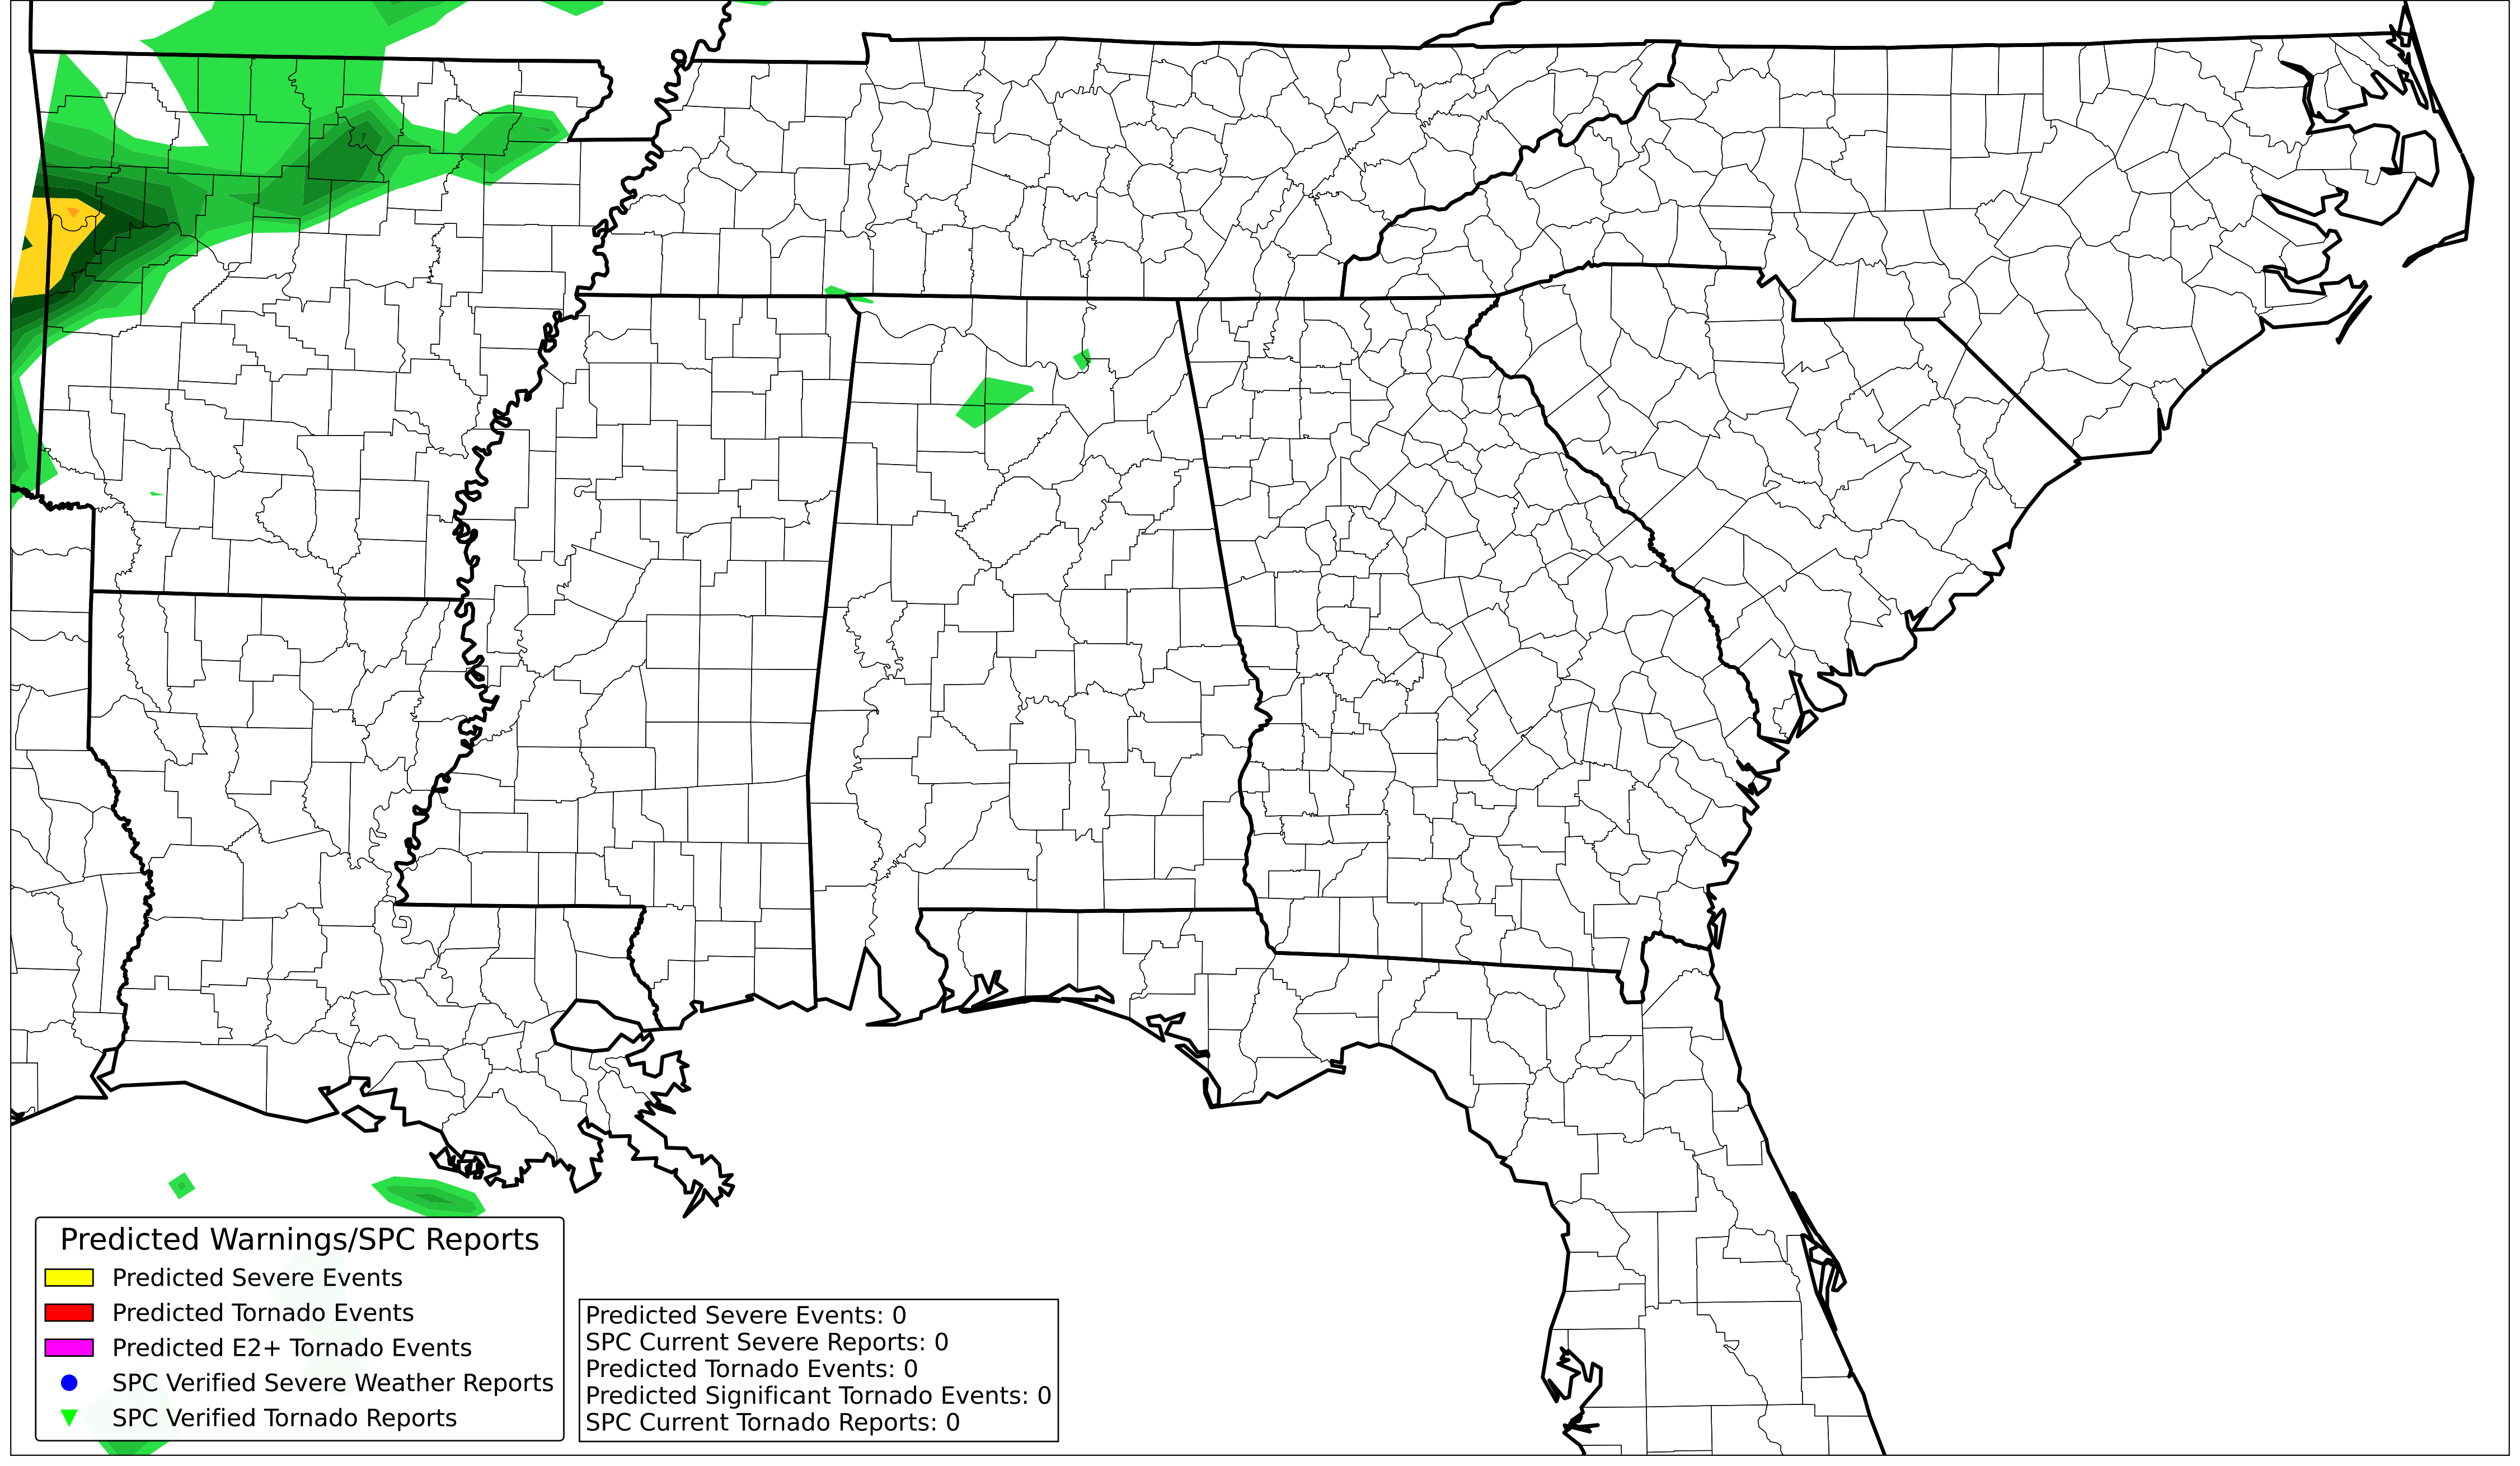 Predicted Warnings/SPC Reports
Predicted Severe Events
Predicted Tornado Events
Predicted E2+ Tornado Events
SPC Verified Severe Weather Reports
SPC Verified Tornado Reports
Predicted Severe Events: 0
SPC Current Severe Reports: 0
Predicted Tornado Events: 0
Predicted Significant Tornado Events: 0
SPC Current Tornado Reports: 0